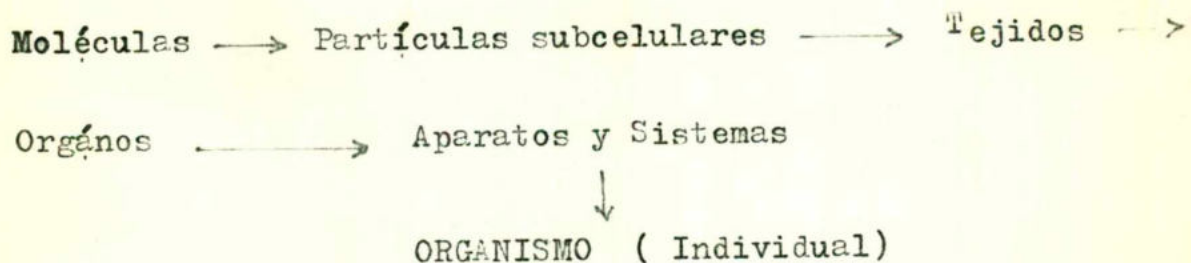 Moléculas → Partículas subcelulares → Tejidos →
Orgános → Aparatos y Sistemas
↓
ORGANISMO ( Individual)